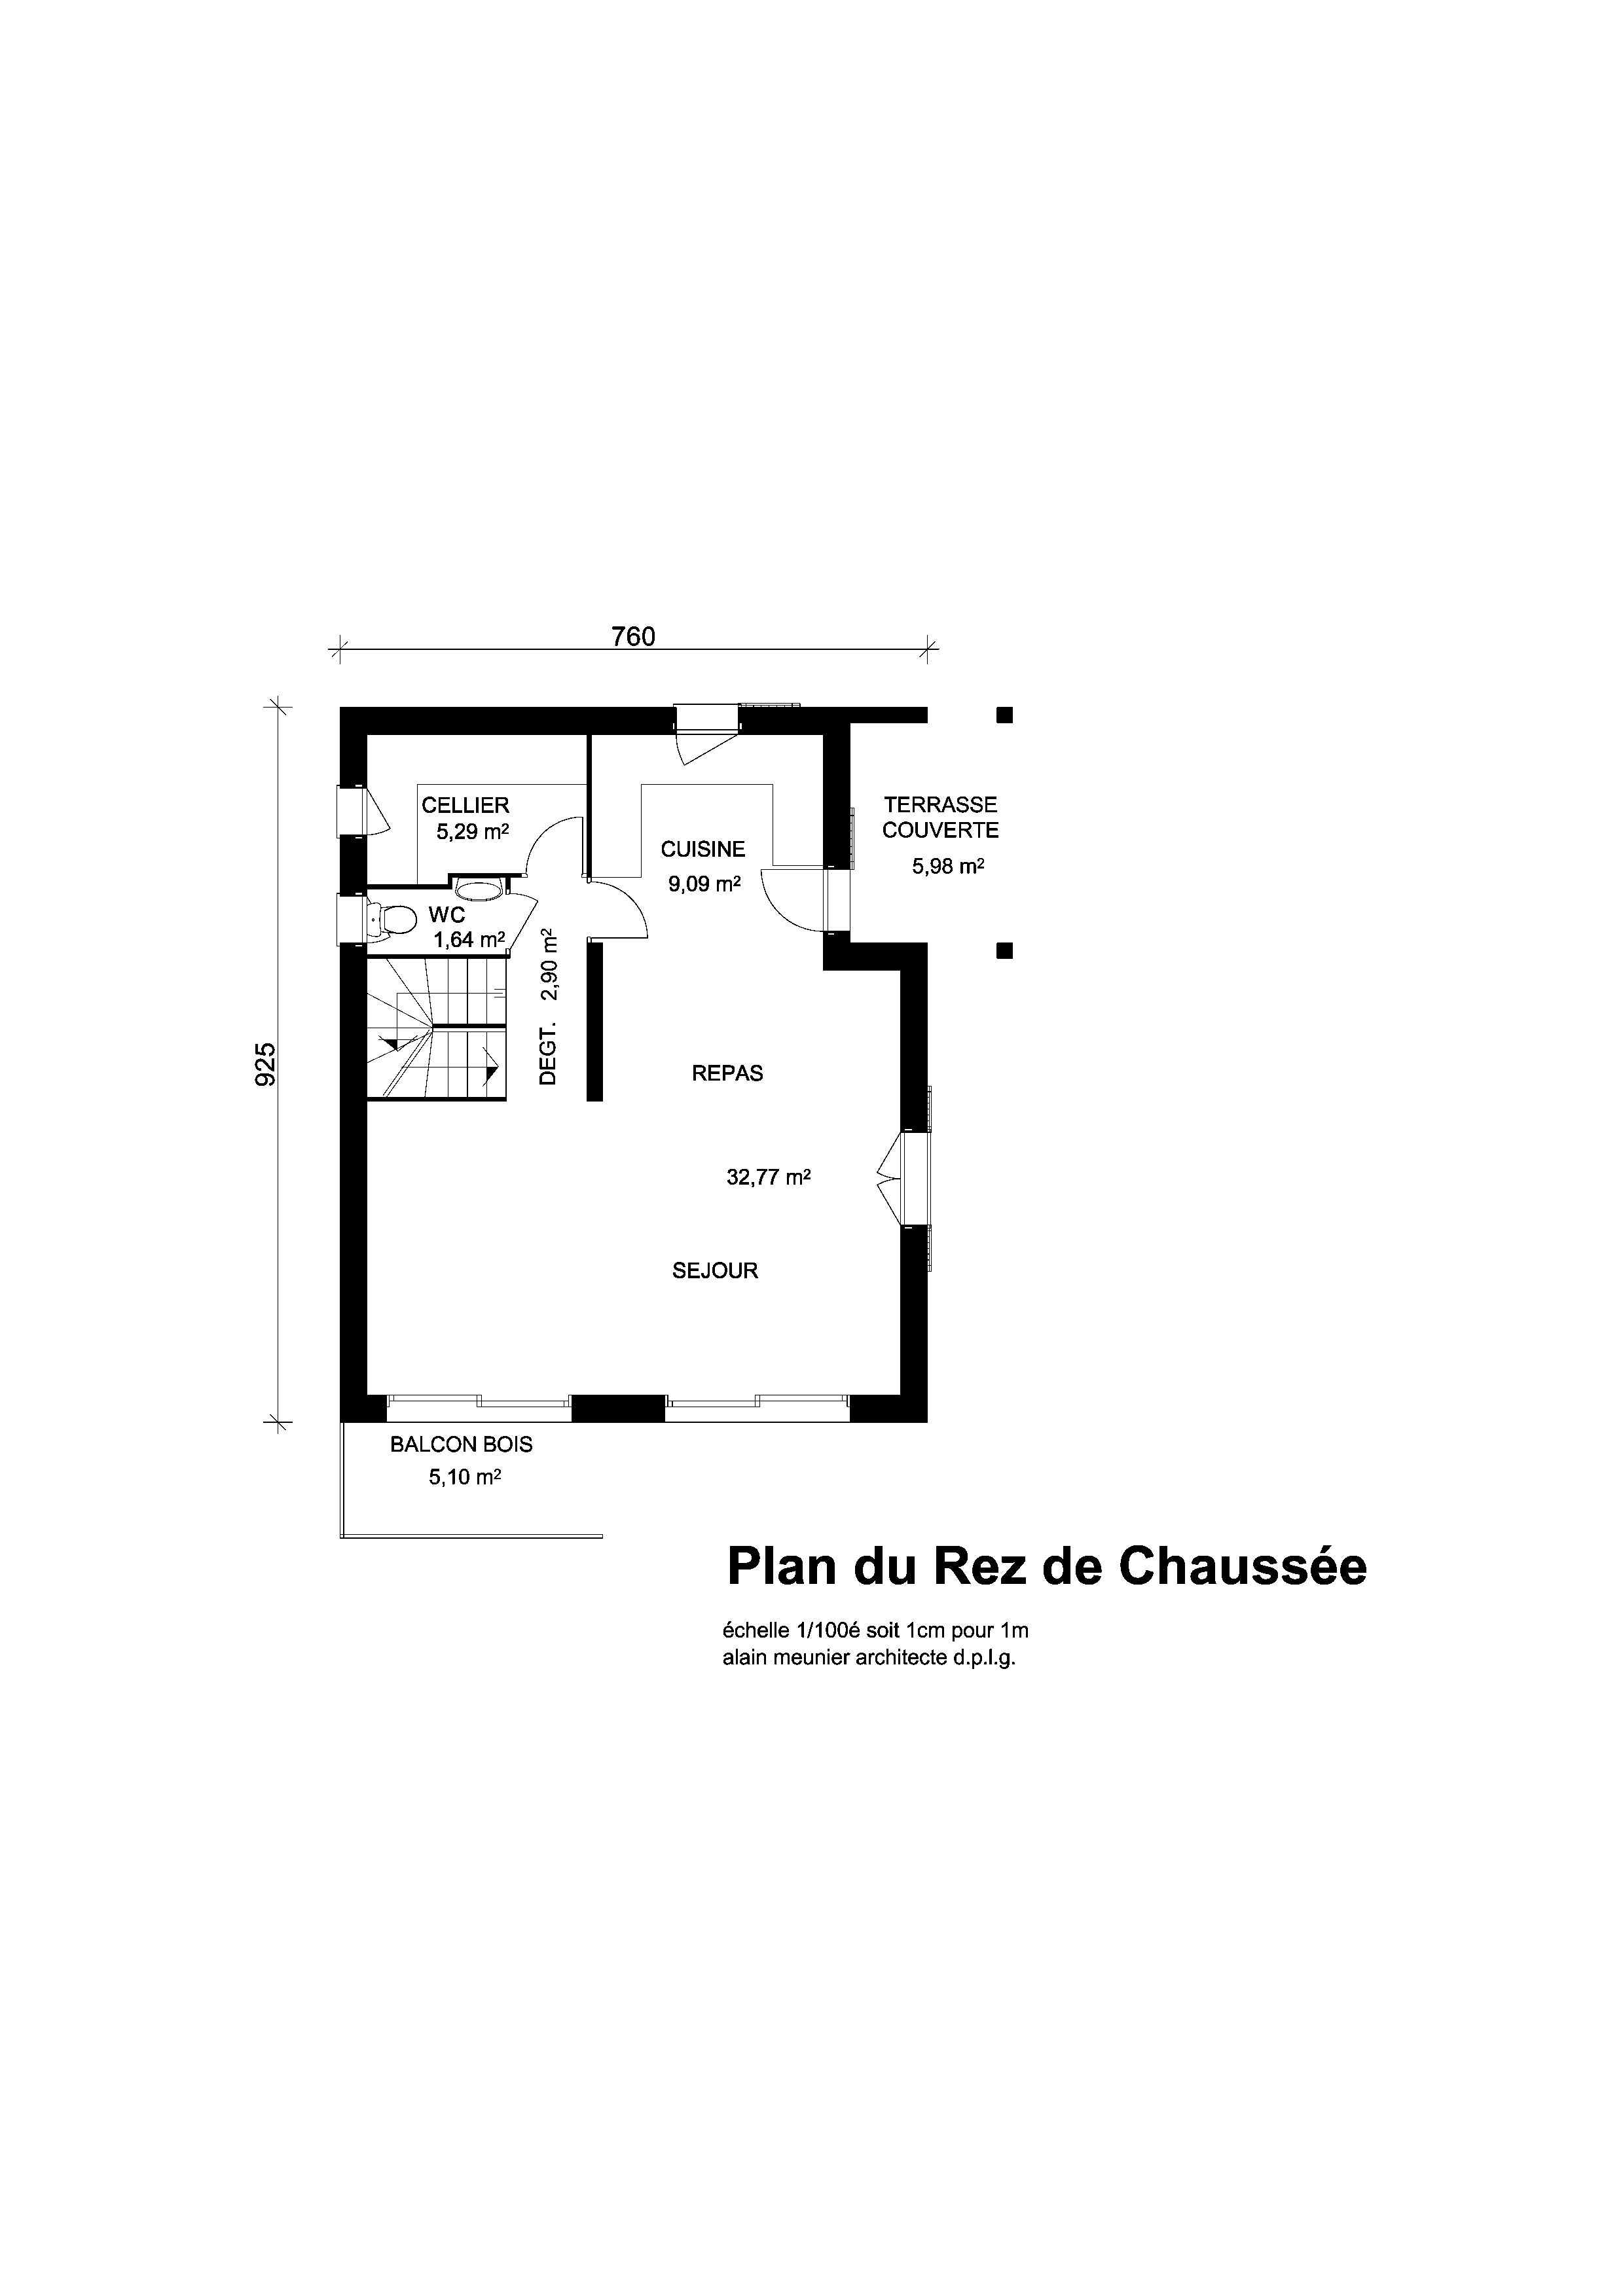 760
925
CELLIER
5,29 m²
TERRASSE
COUVERTE
5,98 m²
CUISINE
9,09 m²
WC
1,64 m²
DEGT. 2,90 m²
REPAS
32,77 m²
SEJOUR
BALCON BOIS
5,10 m²
Plan du Rez de Chaussée
échelle 1/100é soit 1cm pour 1m
alain meunier architecte d.p.l.g.